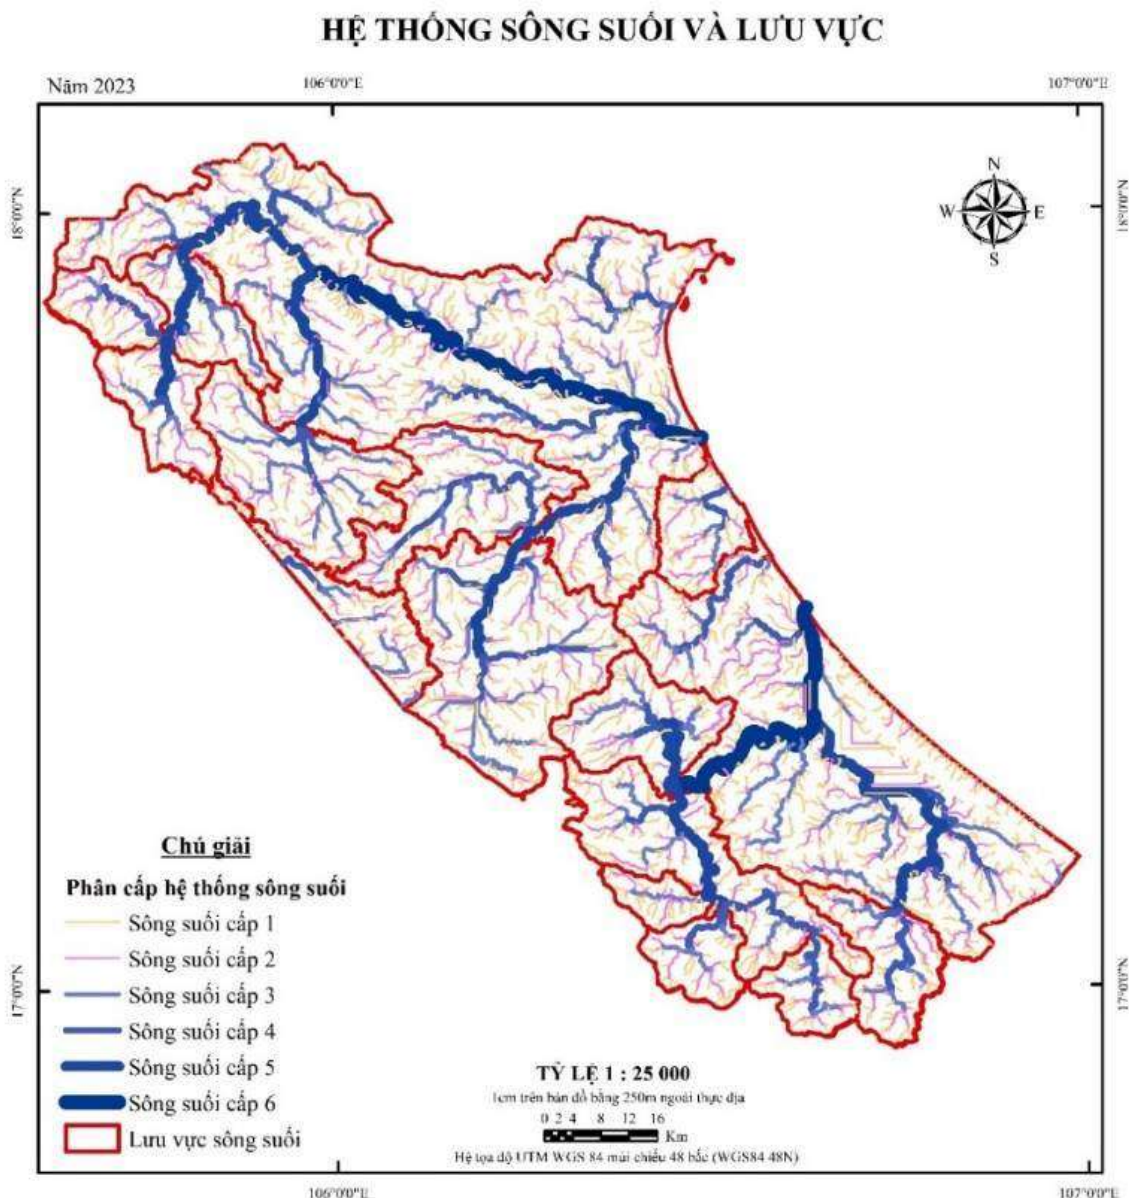 HỆ THỐNG SÔNG SUỐI VÀ LƯU VỰC
Năm 2023
106°0'0"E
107°0'0"E
18°0'0"N
18°0'0"N
N
W
E
S
Chú giải
Phân cấp hệ thống sông suối
Sông suối cấp 1
Sông suối cấp 2
Sông suối cấp 3
Sông suối cấp 4
Sông suối cấp 5
Sông suối cấp 6
Lưu vực sông suối
17°0'0"N
17°0'0"N
TỶ LỆ 1 : 25 000
1cm trên bản đồ bằng 250m ngoài thực địa
0 2 4 8 12 16
Km
Hệ tọa độ UTM WGS 84 múi chiếu 48 bắc (WGS84 48N)
106°0'0"E
107°0'0"E